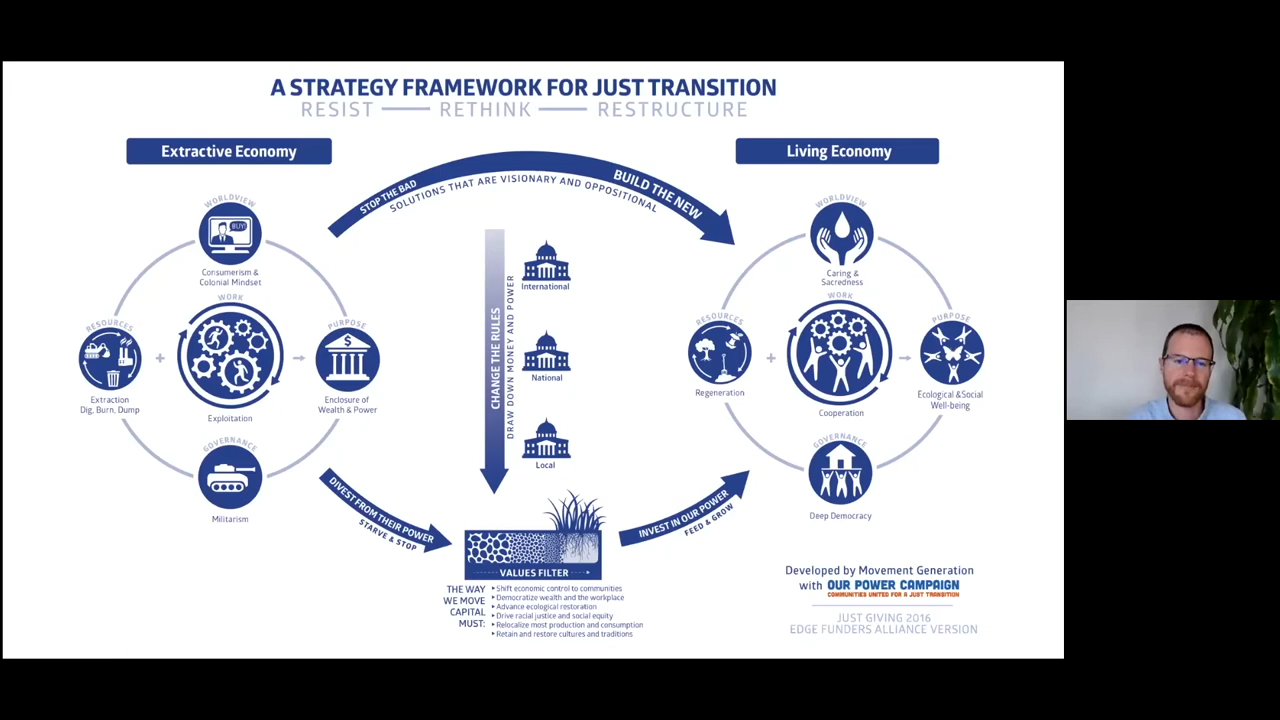 A STRATEGY FRAMEWORK FOR JUST TRANSITION
RESIST — RETHINK — RESTRUCTURE
Extractive Economy
WORLDVIEW
BUY!
Consumerism &
Colonial Mindset
RESOURCES
Extraction
Dig, Burn, Dump
WORK
Exploitation
PURPOSE
$
Enclosure of
Wealth & Power
GOVERNANCE
Militarism
STOP THE BAD
BUILD THE NEW
SOLUTIONS THAT ARE VISIONARY AND OPPOSITIONAL
CHANGE THE RULES
DRAW DOWN MONEY AND POWER
International
National
Local
DIVEST FROM THEIR POWER
STARVE & STOP
VALUES FILTER
INVEST IN OUR POWER
FEED & GROW
THE WAY
WE MOVE
CAPITAL
MUST:
Shift economic control to communities
Democratize wealth and the workplace
Advance ecological restoration
Drive racial justice and social equity
Relocalize most production and consumption
Retain and restore cultures and traditions
Living Economy
WORLDVIEW
Caring &
Sacredness
RESOURCES
Regeneration
WORK
Cooperation
PURPOSE
Ecological &Social
Well-being
GOVERNANCE
Deep Democracy
Developed by Movement Generation
with OUR POWER CAMPAIGN
COMMUNITIES UNITED FOR A JUST TRANSITION
JUST GIVING 2016
EDGE FUNDERS ALLIANCE VERSION